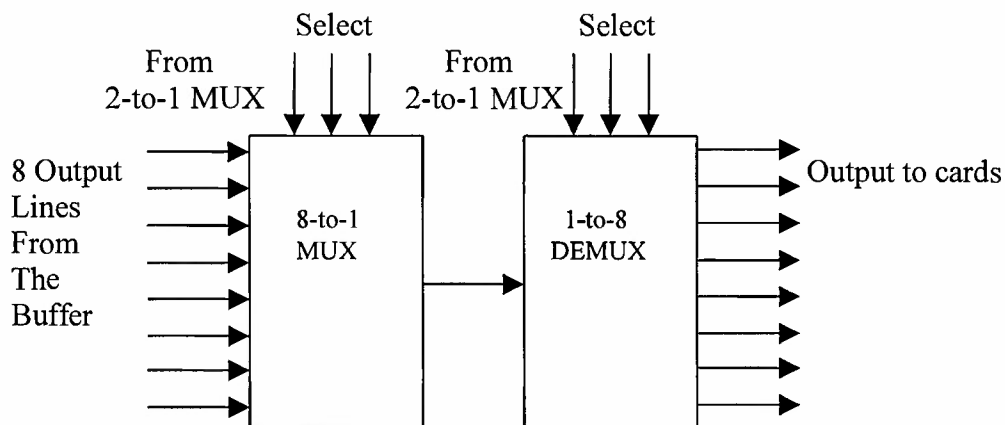 Select
From
2-to-1 MUX
Select
From
2-to-1 MUX
8 Output
Lines
From
The
Buffer
8-to-1
MUX
1-to-8
DEMUX
Output to cards